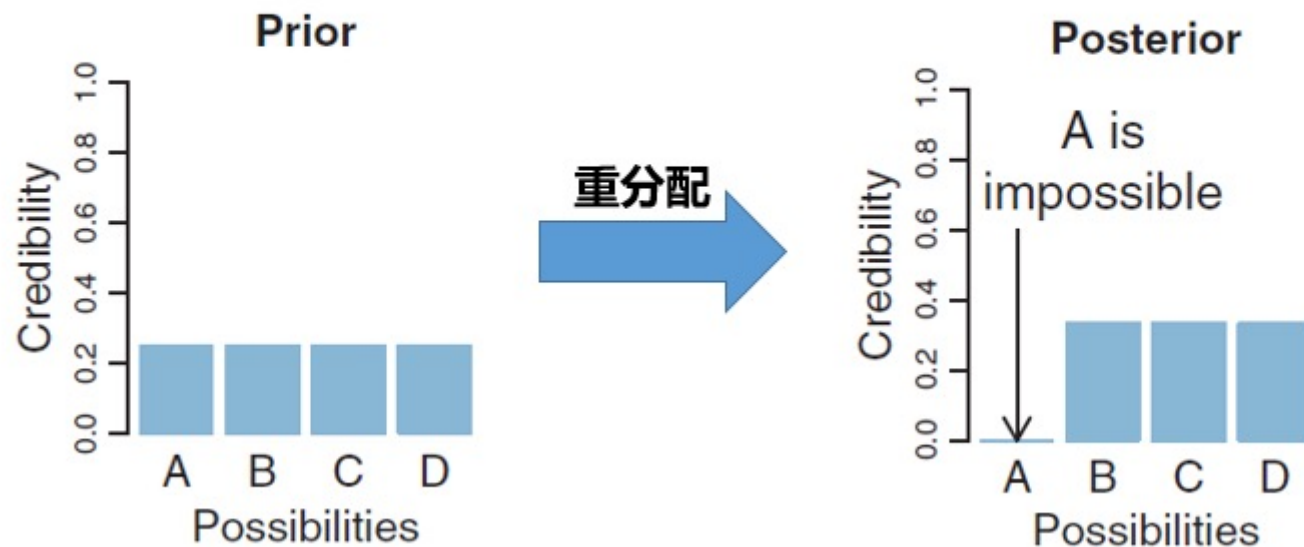 Prior
Credibility
0.0 0.2 0.4 0.6 0.8 1.0
A B C D
Possibilities
重分配
Posterior
Credibility
0.0 0.2 0.4 0.6 0.8 1.0
A is
impossible
A B C D
Possibilities